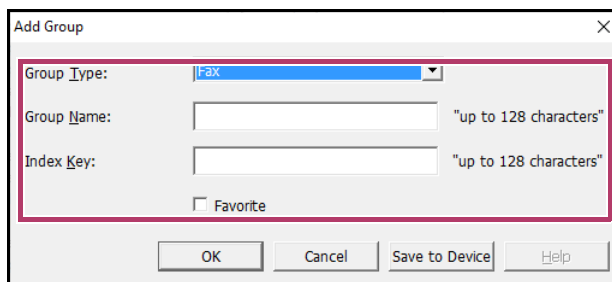 Add Group
Group Type: Fax
Group Name: "up to 128 characters"
Index Key: "up to 128 characters"
Favorite
OK Cancel Save to Device Help